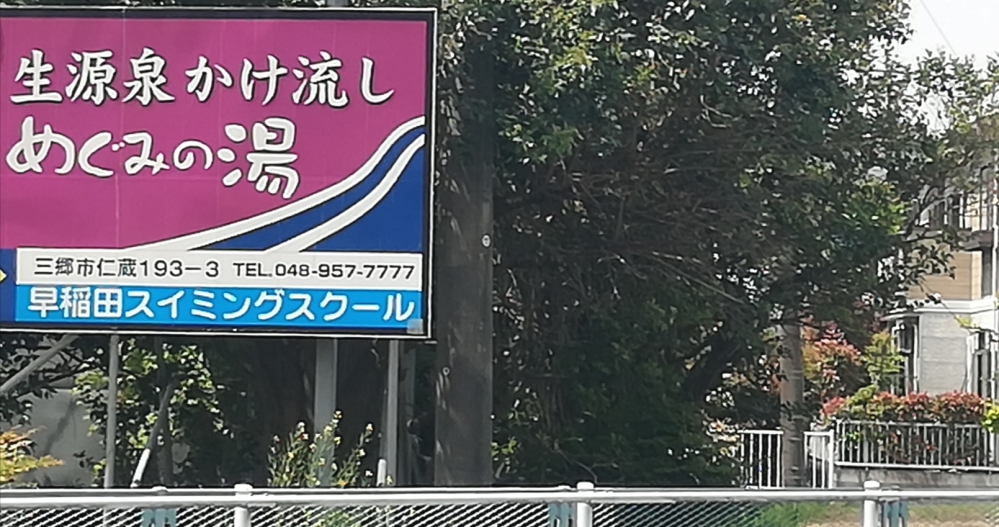 生源泉かけ流し
めぐみの湯
三郷市仁蔵193-3 TEL.048-957-7777
早稲田スイミングスクール